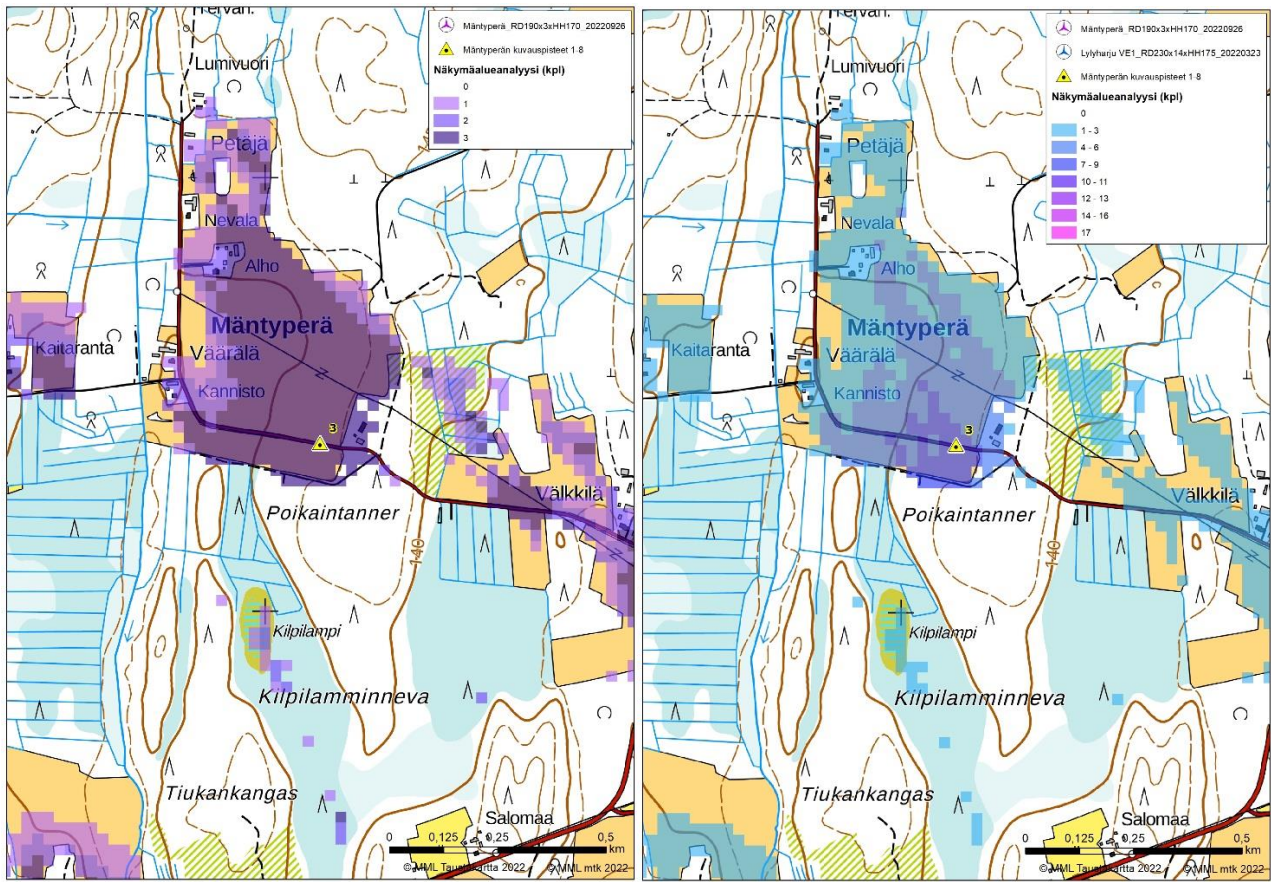 Mäntyperä_RD190x3xHH170_20220926
Mäntyperän kuvauspisteet 1-8
Näkymäalueanalyysi (kpl)
0
1
2
3
Lumivuori
Petäjä
Nevala
Alho
Mäntyperä
Kaitaranta
Väärälä
Kannisto
3
Välkkilä
Poikaintanner
140
Kilpilampi
Kilpilamminneva
Tiukankangas
Salomaa
0 0,125 0,25 0,5
km
© MML Taustakartta 2022 © MML mtk 2022
Mäntyperä_RD190x3xHH170_20220926
Lylyharju VE1_RD230x14xHH175_20220323
Mäntyperän kuvauspisteet 1-8
Näkymäalueanalyysi (kpl)
0
1 - 3
4 - 6
7 - 9
10 - 11
12 - 13
14 - 16
17
Lumivuori
Petäjä
Nevala
Alho
Mäntyperä
Kaitaranta
Väärälä
Kannisto
3
Välkkilä
Poikaintanner
140
Kilpilampi
Kilpilamminneva
Tiukankangas
Salomaa
0 0,125 0,25 0,5
km
© MML Taustakartta 2022 © MML mtk 2022